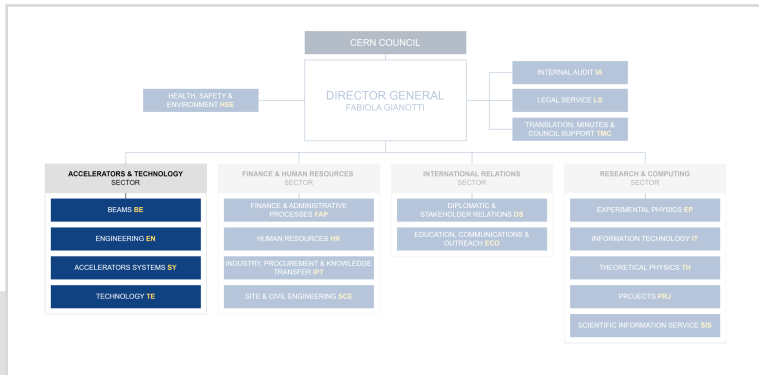 CERN COUNCIL
DIRECTOR GENERAL
FABIOLA GIANOTTI
HEALTH, SAFETY &
ENVIRONMENT HSE
INTERNAL AUDIT IA
LEGAL SERVICE LS
TRANSLATION, MINUTES &
COUNCIL SUPPORT TMC
ACCELERATORS & TECHNOLOGY
SECTOR
BEAMS BE
ENGINEERING EN
ACCELERATORS SYSTEMS SY
TECHNOLOGY TE
FINANCE & HUMAN RESOURCES
SECTOR
FINANCE & ADMINISTRATIVE
PROCESSES FAP
HUMAN RESOURCES HR
INDUSTRY, PROCUREMENT & KNOWLEDGE
TRANSFER IPT
SITE & CIVIL ENGINEERING SCE
INTERNATIONAL RELATIONS
SECTOR
DIPLOMATIC &
STAKEHOLDER RELATIONS DS
EDUCATION, COMMUNICATIONS &
OUTREACH ECO
RESEARCH & COMPUTING
SECTOR
EXPERIMENTAL PHYSICS EP
INFORMATION TECHNOLOGY IT
THEORETICAL PHYSICS TH
PROJECTS PRJ
SCIENTIFIC INFORMATION SERVICE SIS